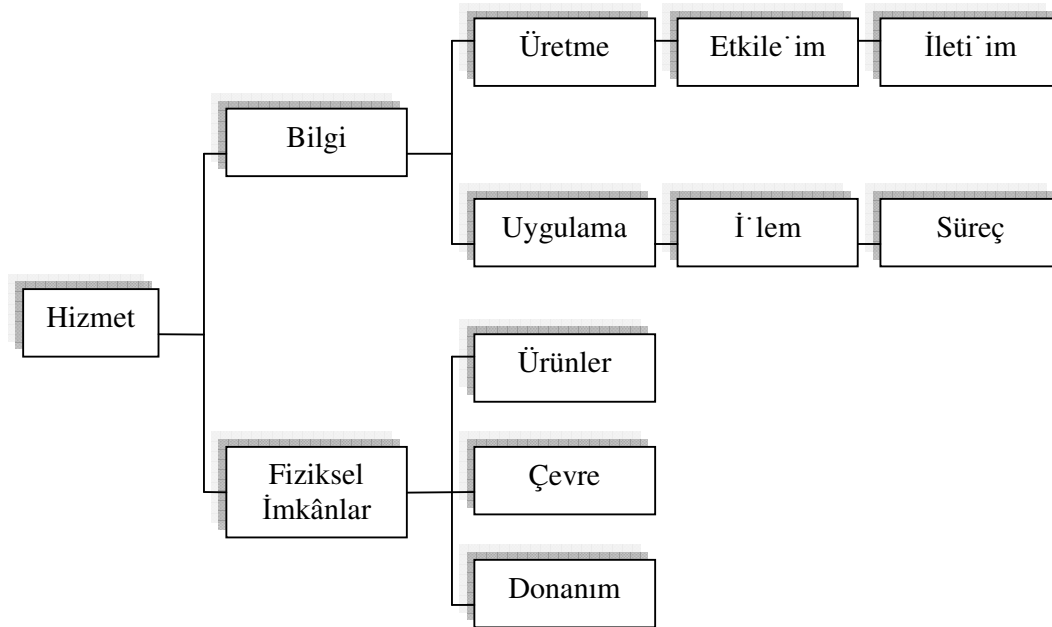 Üretme
Etkile˙im
İleti˙im
Bilgi
Uygulama
İ˙lem
Süreç
Hizmet
Ürünler
Fiziksel
İmkânlar
Çevre
Donanım